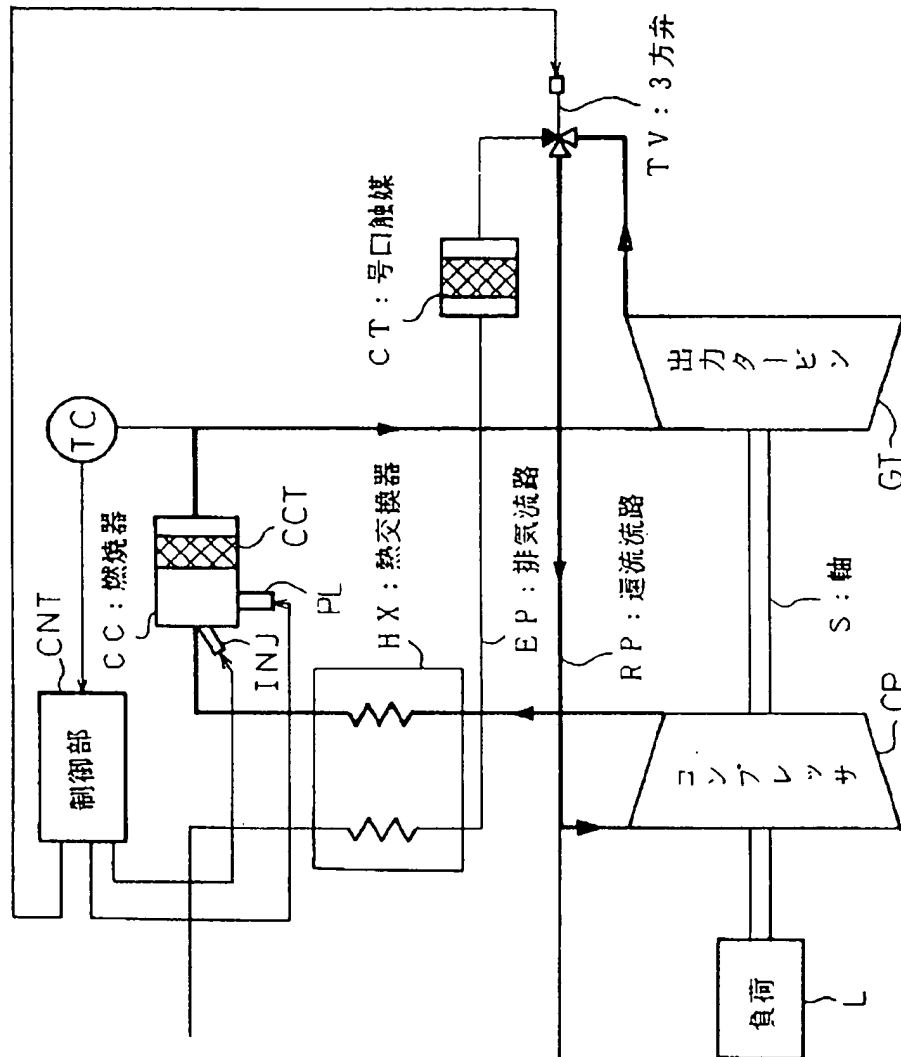 TC
CNT
制御部
CC:燃焼器
CCT
PL
INJ
HX:熱交換器
CT:号口触媒
TV:3方弁
EP:排気流路
RP:還流流路
出力タービン
GT
S:軸
コンプレッサ
CP
負荷
L